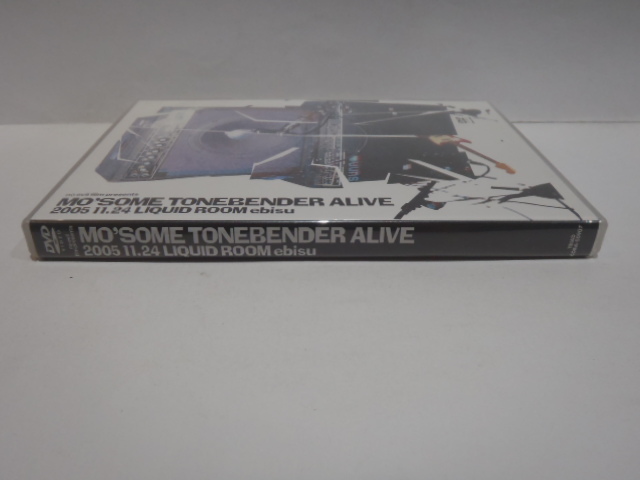 MO'SOME TONEBENDER ALIVE
2005 11.24 LIQUID ROOM ebisu
DVD
MO'SOME TONEBENDER ALIVE
2005 11.24 LIQUID ROOM ebisu